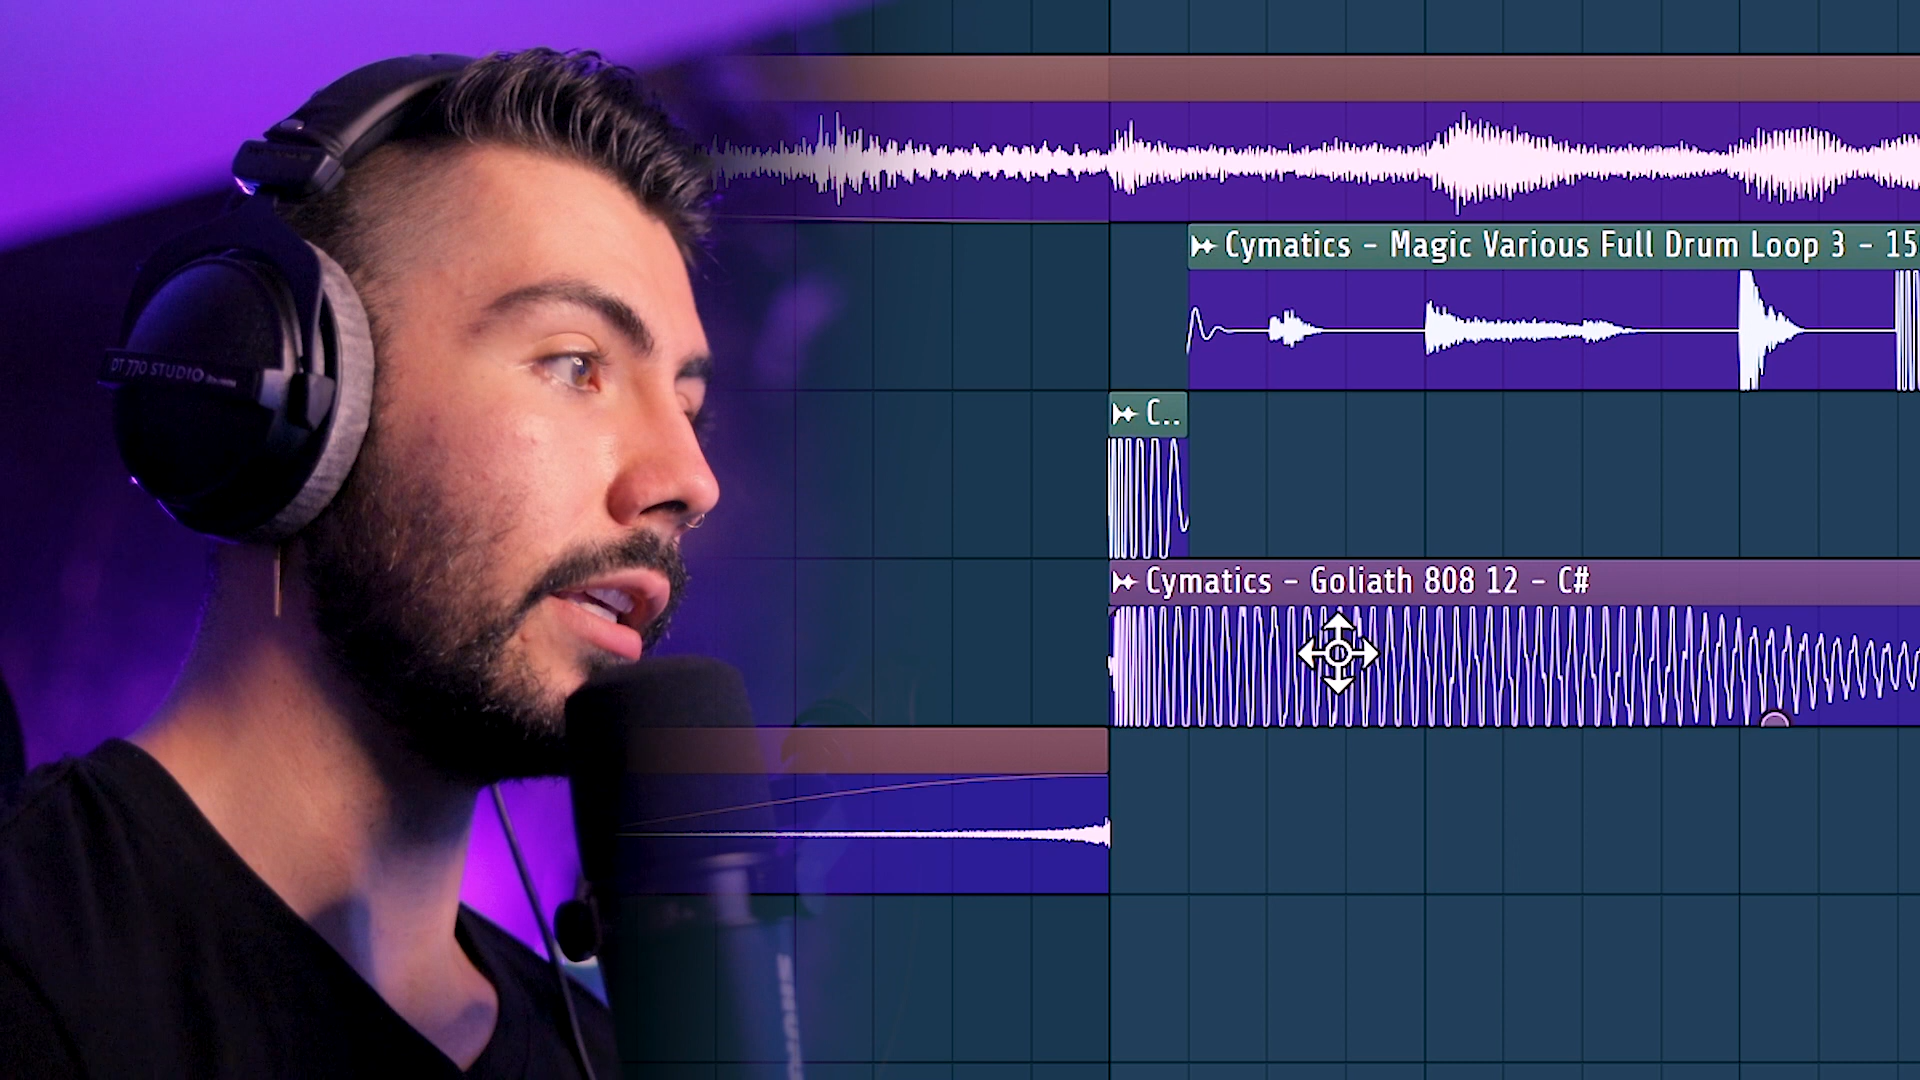 Cymatics - Magic Various Full Drum Loop 3 - 15
C..
DT 770 STUDIO
Cymatics - Goliath 808 12 - C#